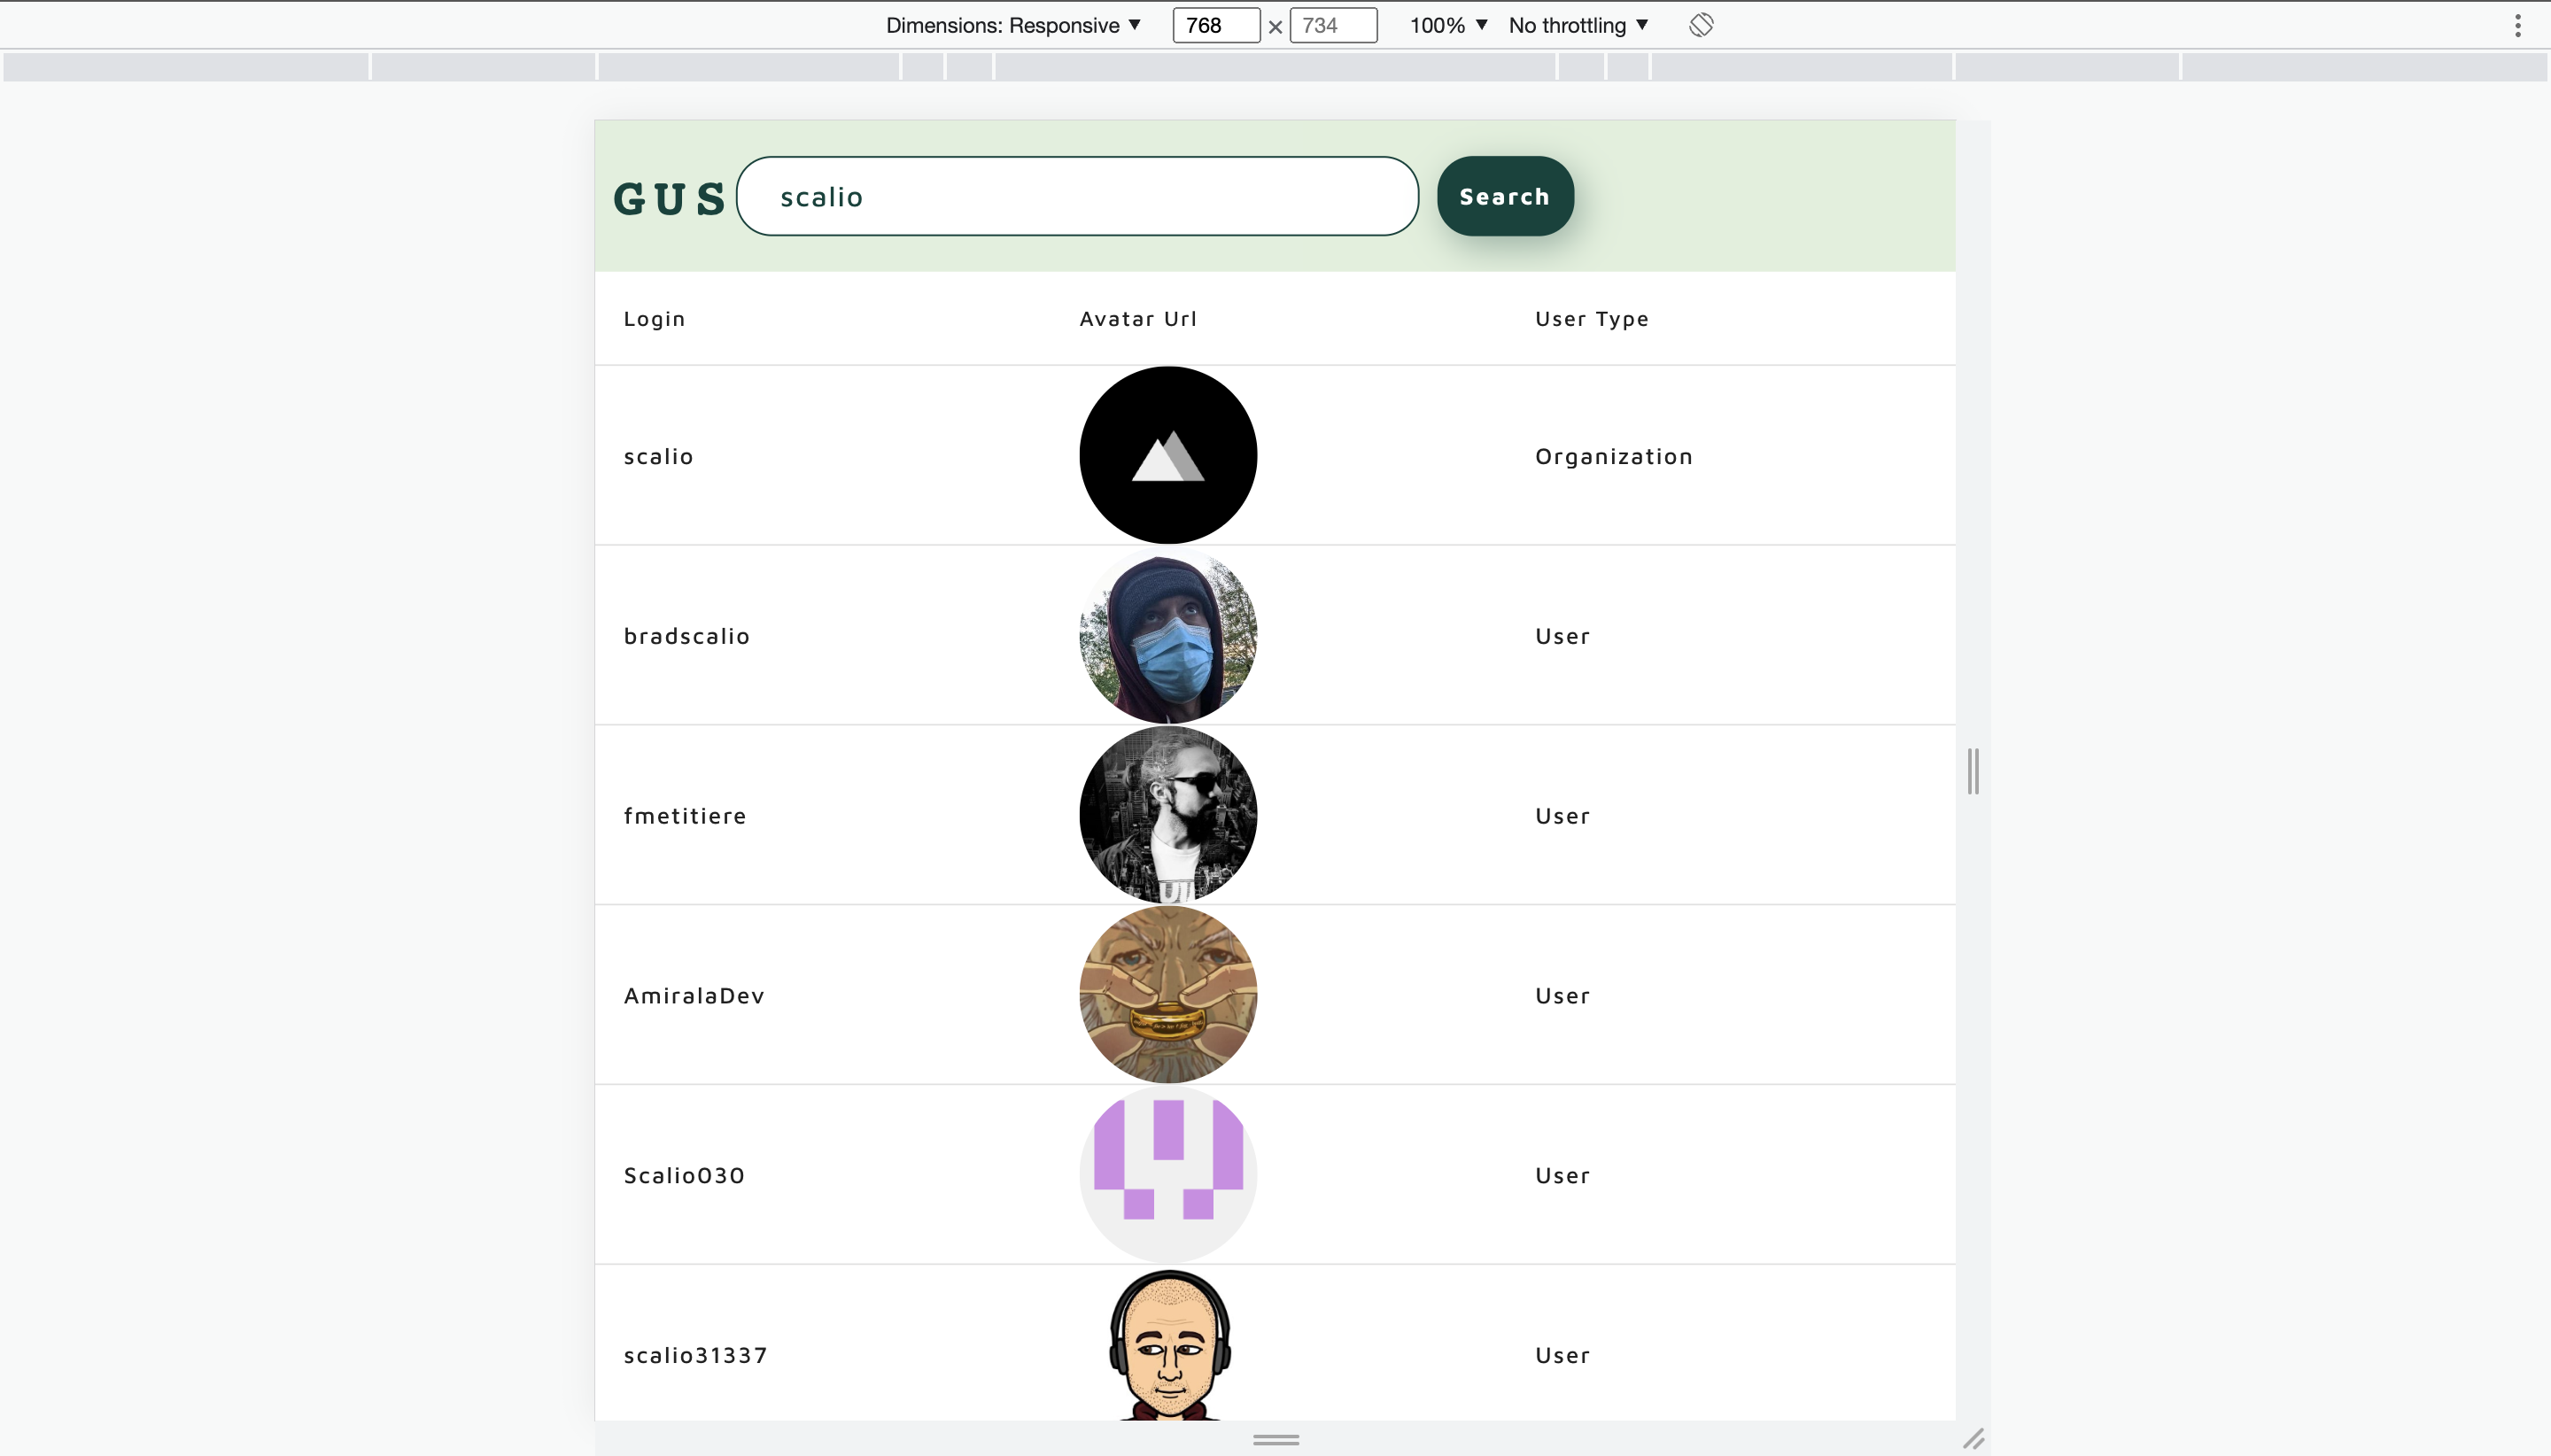 Dimensions: Responsive ▼ 768 × 734 100% ▼ No throttling ▼
GUS scalio Search
Login Avatar Url User Type
scalio Organization
bradscalio User
fmetitiere User
AmiralaDev User
Scalio030 User
scalio31337 User